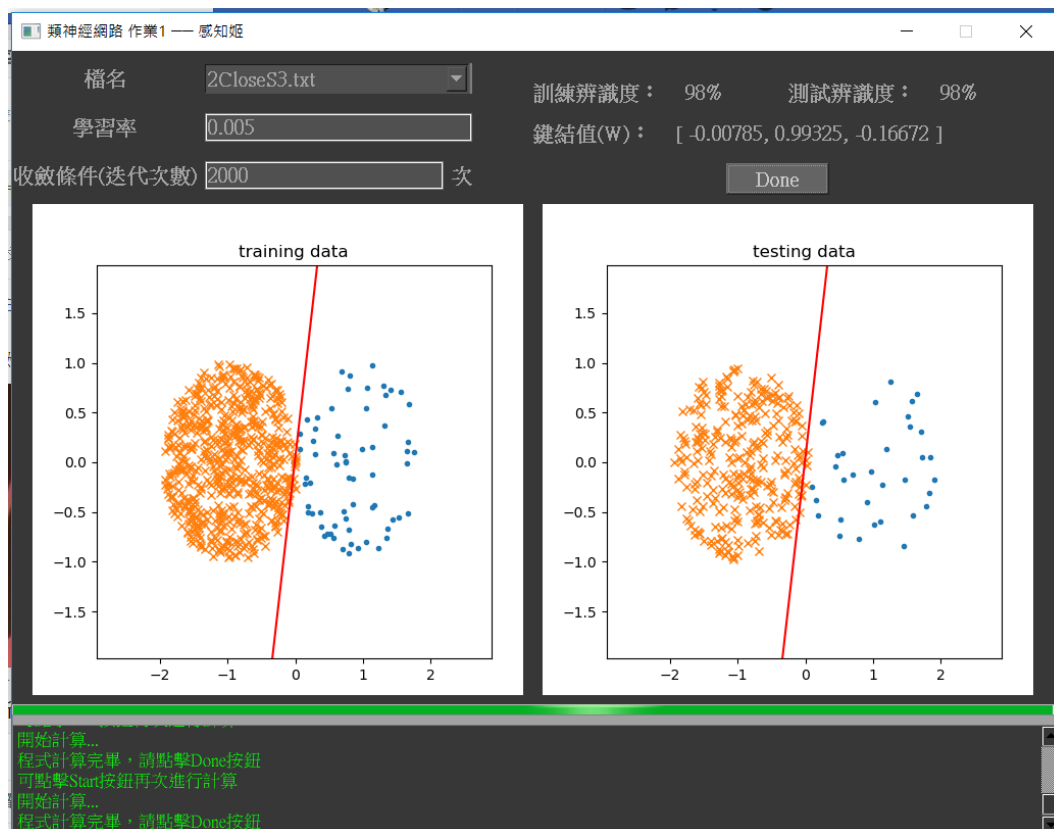 類神經網路 作業1 —— 感知姬
檔名 2CloseS3.txt
訓練辨識度： 98% 測試辨識度： 98%
學習率 0.005
鍵結值(W)： [ -0.00785, 0.99325, -0.16672 ]
收斂條件(迭代次數) 2000 次
Done
training data
1.5
1.0
0.5
0.0
−0.5
−1.0
−1.5
−2 −1 0 1 2
testing data
1.5
1.0
0.5
0.0
−0.5
−1.0
−1.5
−2 −1 0 1 2
開始計算...
程式計算完畢，請點擊Done按鈕
可點擊Start按鈕再次進行計算
開始計算...
程式計算完畢，請點擊Done按鈕